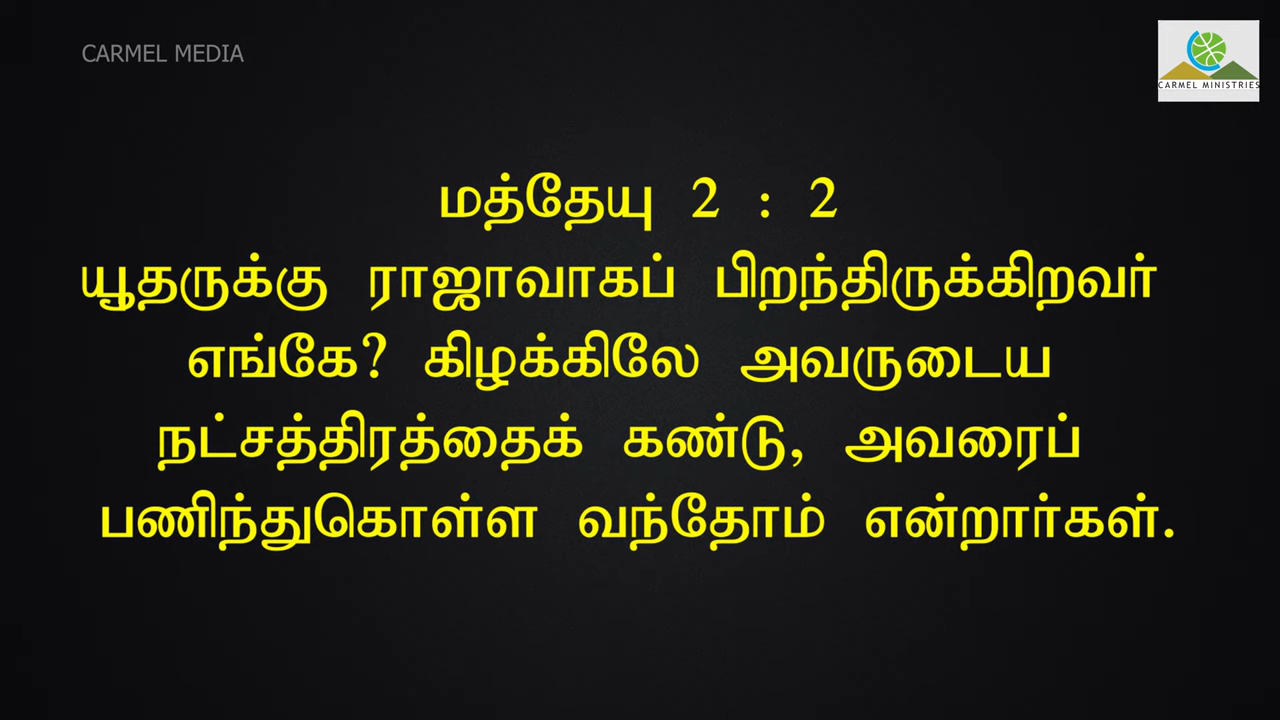 CARMEL MEDIA
CARMEL MINISTRIES
மத்தேயு 2 : 2
யூதருக்கு ராஜாவாகப் பிறந்திருக்கிறவர்
எங்கே? கிழக்கிலே அவருடைய
நட்சத்திரத்தைக் கண்டு, அவரைப்
பணிந்துகொள்ள வந்தோம் என்றார்கள்.